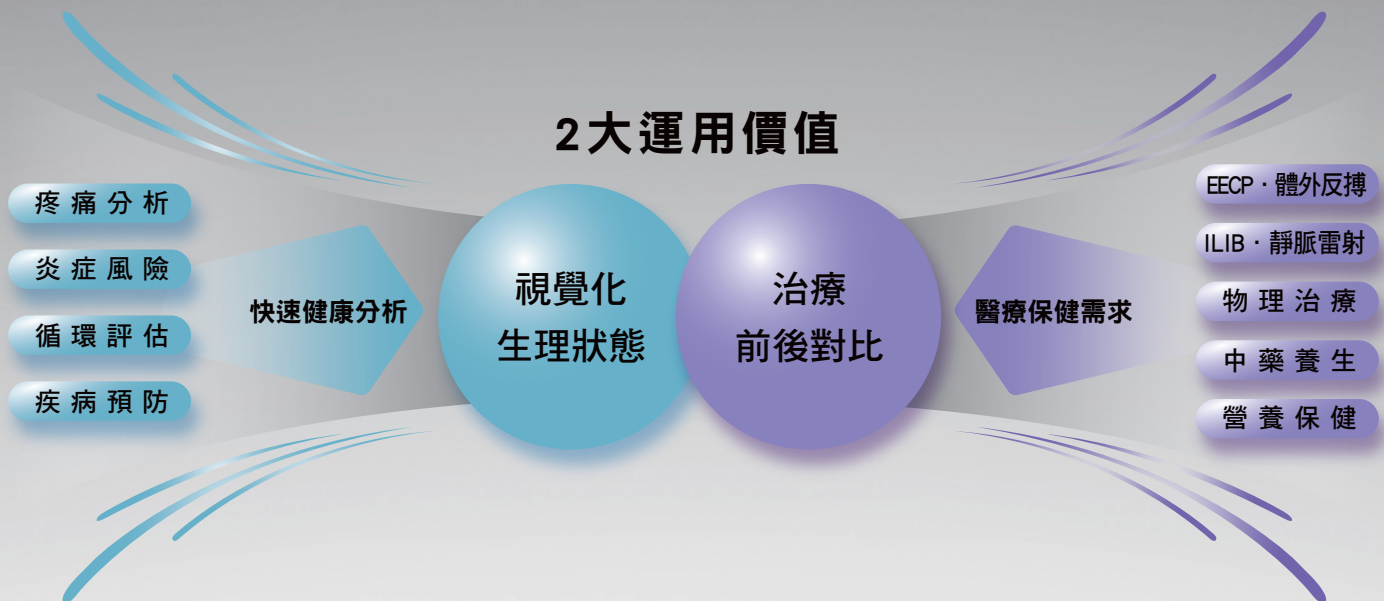 2大運用價值
疼痛分析
炎症風險
循環評估
疾病預防
快速健康分析
視覺化
生理狀態
治療
前後對比
醫療保健需求
EECP·體外反搏
ILIB·靜脈雷射
物理治療
中藥養生
營養保健